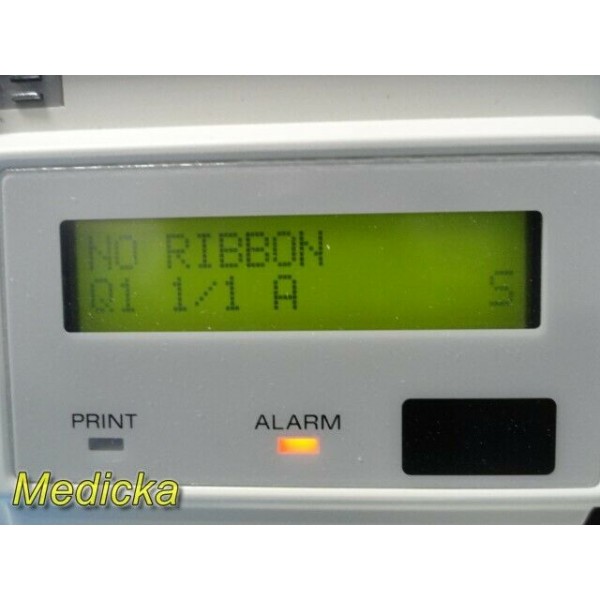 NO RIBBON
Q1 1/1 A S
PRINT ALARM
Medicka